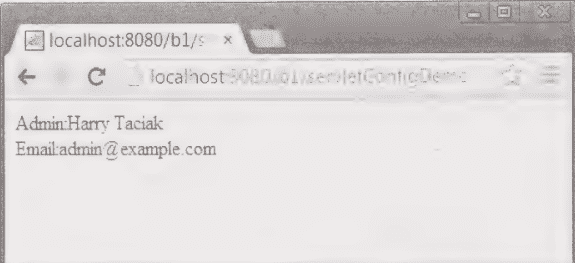 localhost:8080/b1/s
localhost:8080/b1/servletConfigDemo
Admin:Harry Taciak
Email:admin@example.com